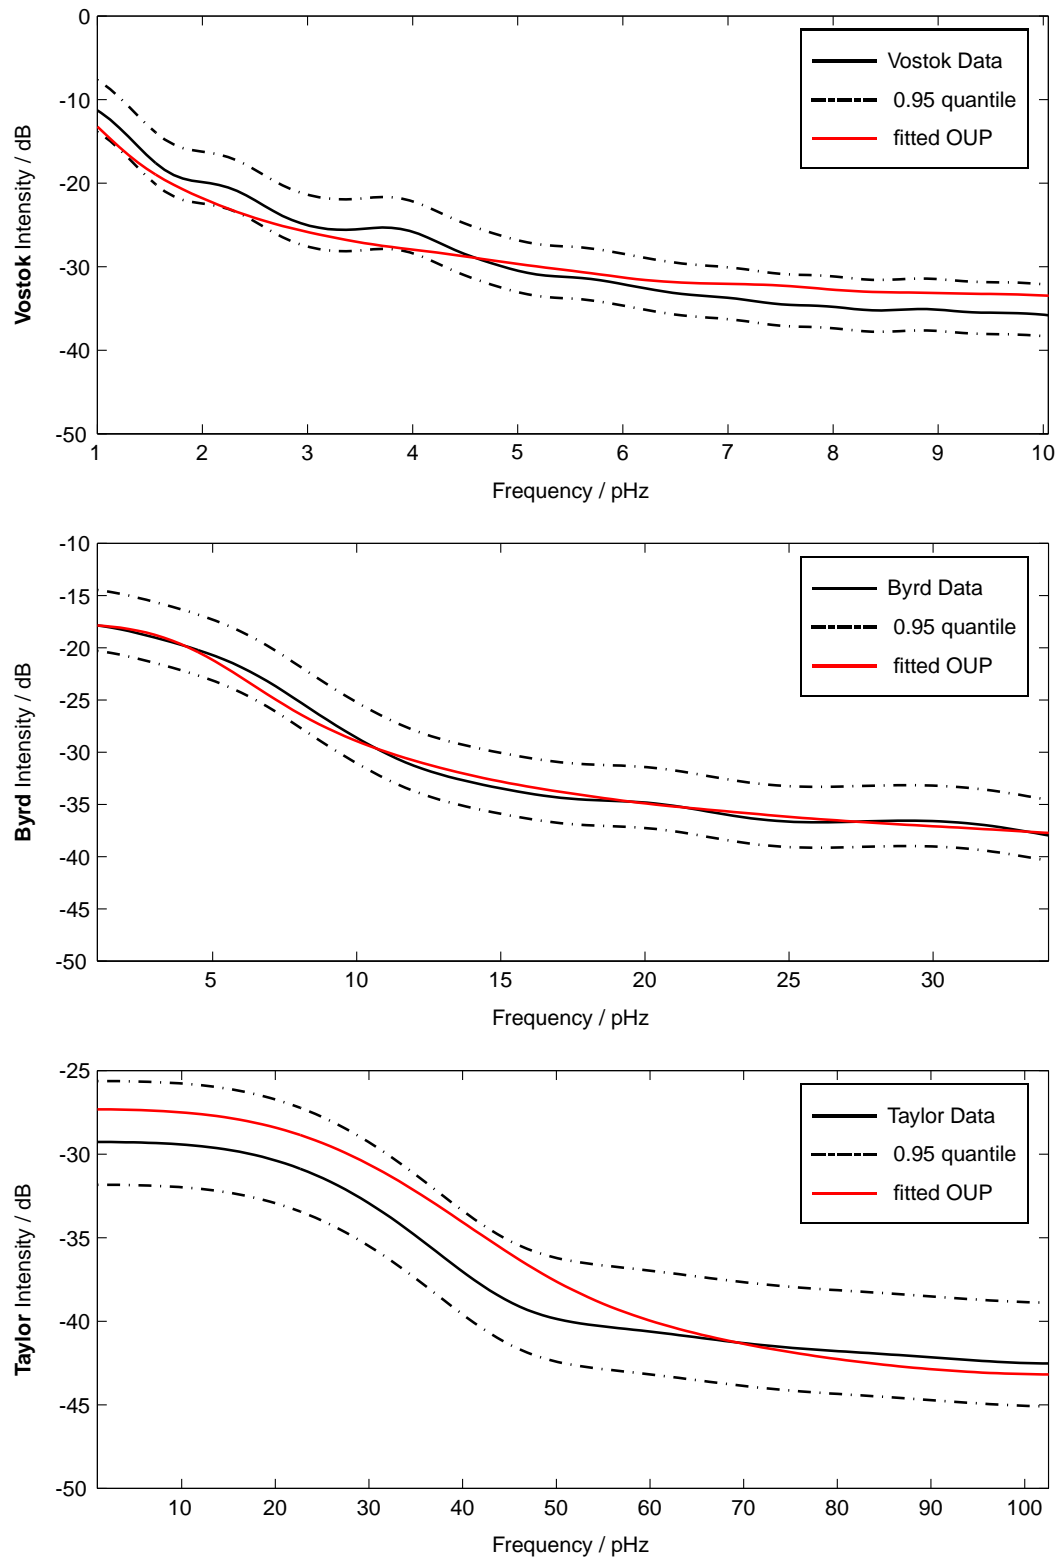 0
-10
-20
-30
-40
-50
Vostok Intensity / dB
Vostok Data
0.95 quantile
fitted OUP
1 2 3 4 5 6 7 8 9 10
Frequency / pHz
-10
-15
-20
-25
-30
-35
-40
-45
-50
Byrd Intensity / dB
Byrd Data
0.95 quantile
fitted OUP
5 10 15 20 25 30
Frequency / pHz
-25
-30
-35
-40
-45
-50
Taylor Intensity / dB
Taylor Data
0.95 quantile
fitted OUP
10 20 30 40 50 60 70 80 90 100
Frequency / pHz